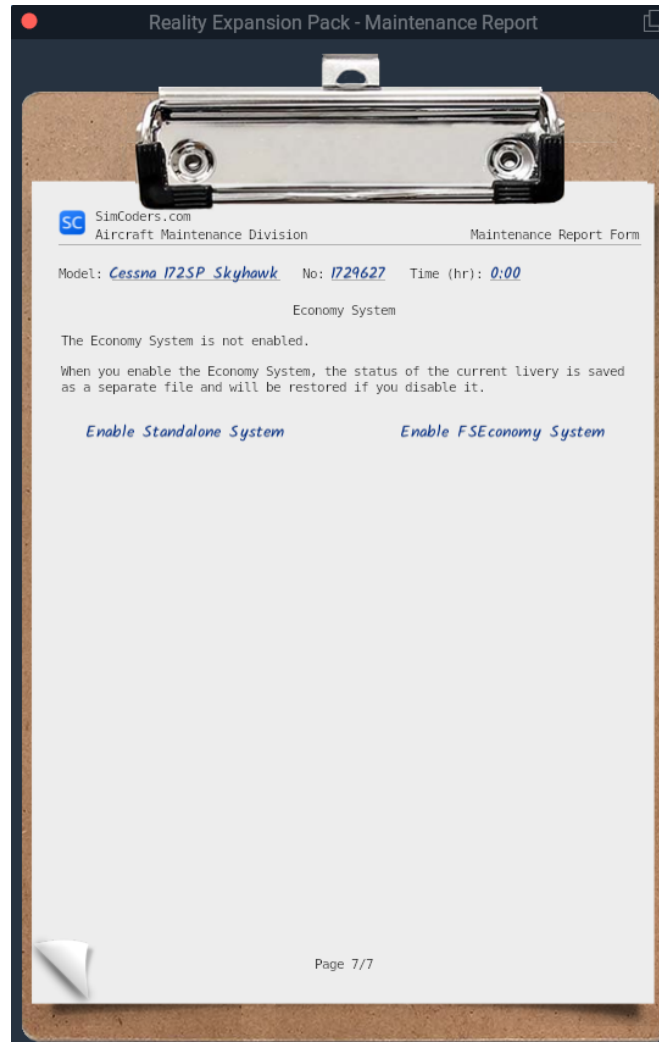 Reality Expansion Pack - Maintenance Report
SC
SimCoders.com
Aircraft Maintenance Division
Maintenance Report Form
Model: Cessna 172SP Skyhawk No: 1729627 Time (hr): 0:00
Economy System
The Economy System is not enabled.
When you enable the Economy System, the status of the current livery is saved
as a separate file and will be restored if you disable it.
Enable Standalone System
Enable FSEconomy System
Page 7/7